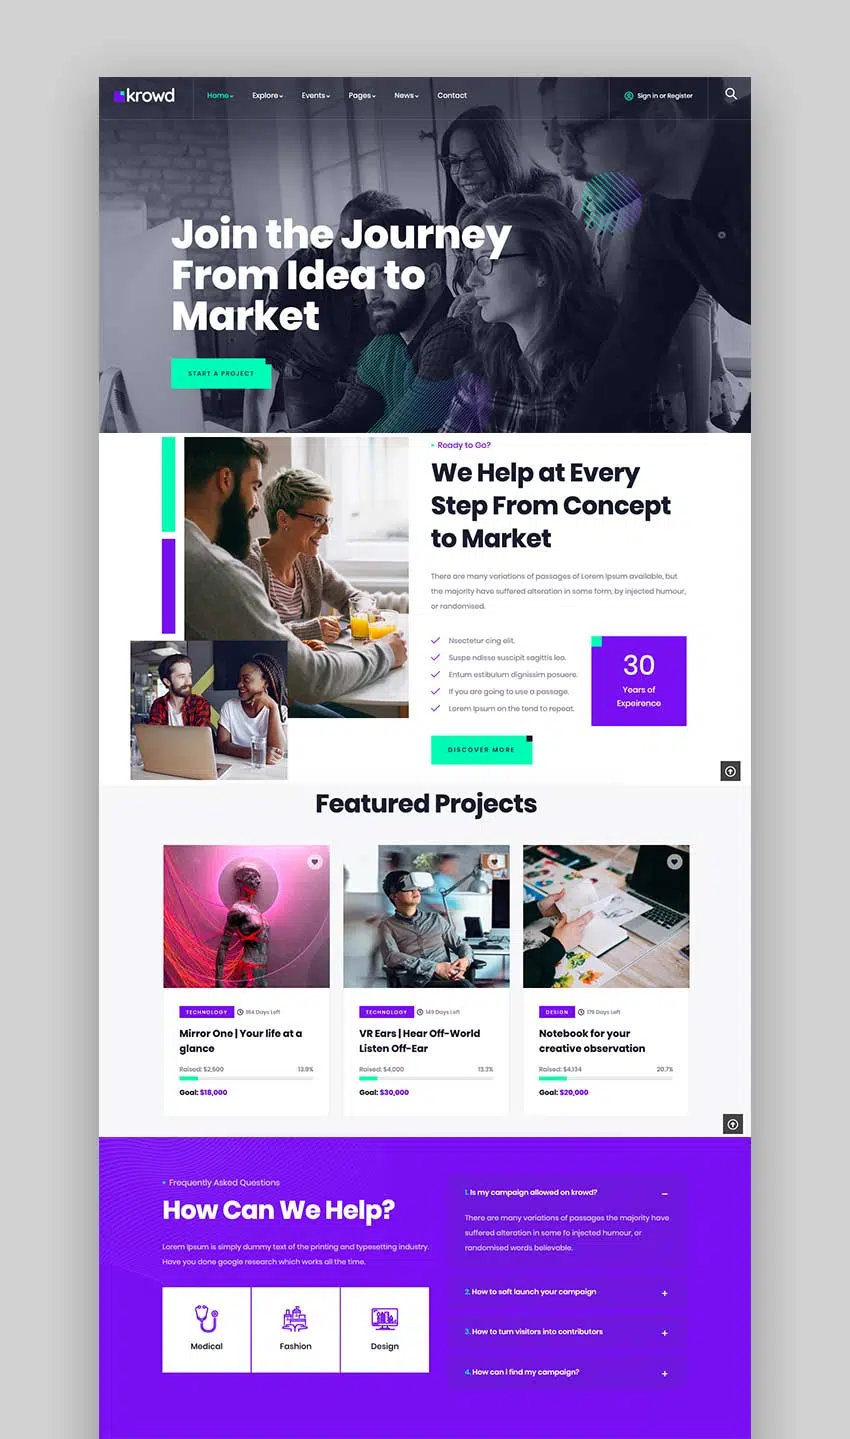 krowd
Home
Explore
Events
Pages
News
Contact
Sign in or Register
Join the Journey
From Idea to
Market
START A PROJECT
Ready to Go?
We Help at Every
Step From Concept
to Market
There are many variations of passages of Lorem Ipsum available, but
the majority have suffered alteration in some form, by injected humour,
or randomised.
Nsectetur cing elit.
Suspe ndisse suscipit sagittis leo.
Entum estibulum dignissim posuere.
If you are going to use a passage.
Lorem Ipsum on the tend to repeat.
30
Years of
Expeirence
DISCOVER MORE
Featured Projects
TECHNOLOGY 184 Days Left
Mirror One | Your life at a
glance
Raised: $2,500 13.9%
Goal: $18,000
TECHNOLOGY 149 Days Left
VR Ears | Hear Off-World
Listen Off-Ear
Raised: $4,000 13.3%
Goal: $30,000
DESIGN 179 Days Left
Notebook for your
creative observation
Raised: $4,134 20.7%
Goal: $20,000
Frequently Asked Questions
How Can We Help?
Lorem Ipsum is simply dummy text of the printing and typesetting industry.
Have you done google research which works all the time.
Medical
Fashion
Design
1. Is my campaign allowed on krowd?
There are many variations of passages the majority have
suffered alteration in some fo injected humour, or
randomised words believable.
2. How to soft launch your campaign
3. How to turn visitors into contributors
4. How can i find my campaign?